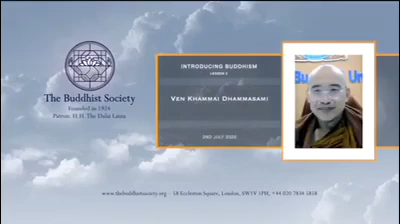 The Buddhist Society
Founded in 1924
Patron: H.H. The Dalai Lama
INTRODUCING BUDDHISM
LESSON 2
VEN KHAMMAI DHAMMASAMI
2ND JULY 2020
www.thebuddhistsociety.org - 58 Eccleston Square, London, SW1V 1PH, +44 020 7834 5858